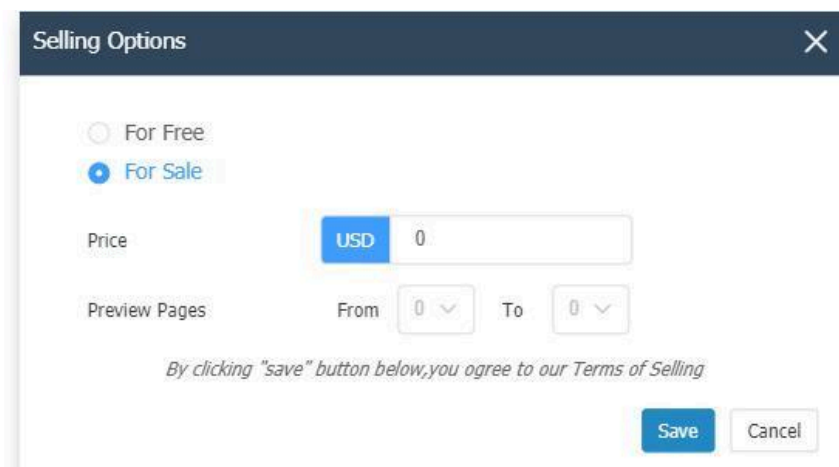 Selling Options
For Free
For Sale
Price USD 0
Preview Pages From 0 To 0
By clicking "save" button below,you ogree to our Terms of Selling
Save Cancel